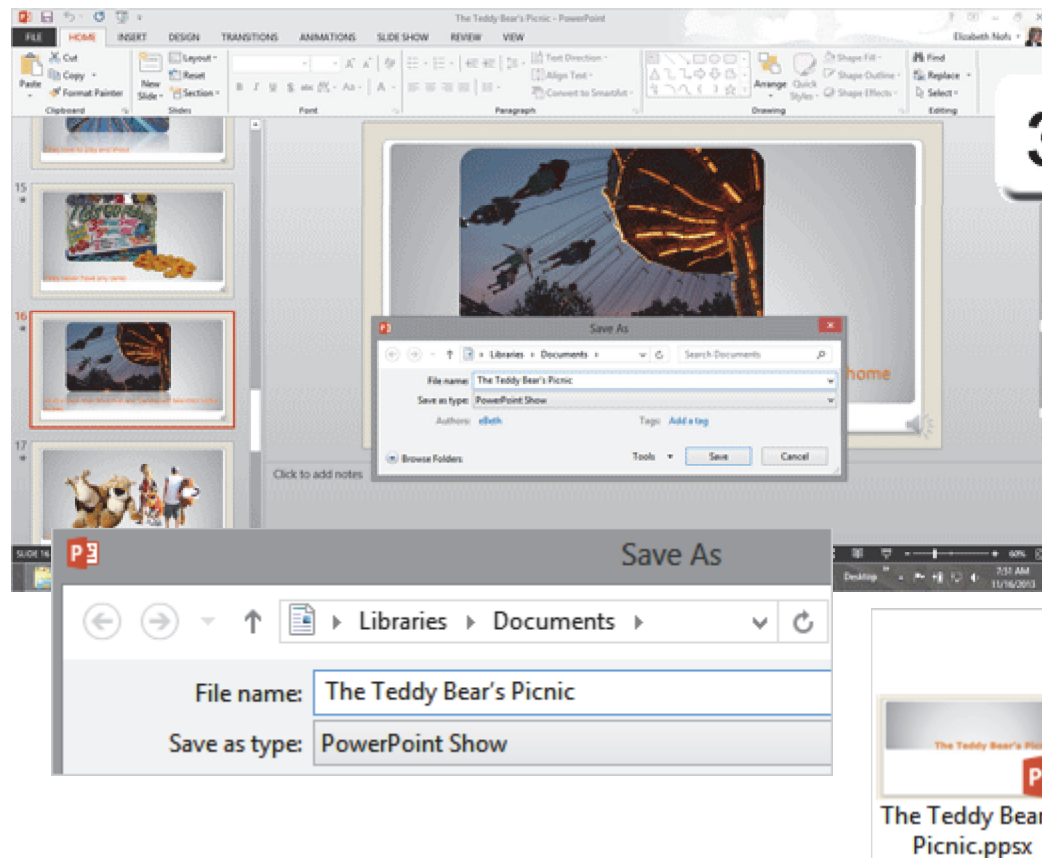 The Teddy Bear's Picnic - PowerPoint
FILE HOME INSERT DESIGN TRANSITIONS ANIMATIONS SLIDE SHOW REVIEW VIEW Elizabeth Nofs
Cut Layout Text Direction Shape Fill Find
Paste Copy New Slide Reset Align Text Arrange Quick Styles Shape Outline Replace
Format Painter Section Convert to SmartArt Shape Effects Select
Clipboard Slides Font Paragraph Drawing Editing
3
15
16
17
home
Click to add notes
Save As
Libraries Documents Search Documents
File name: The Teddy Bear's Picnic
Save as type: PowerPoint Show
Authors: Tags: Add a tag
Browse Folders Tools Save Cancel
SLIDE 16 60%
Desktop 7:51 AM
11/16/2013
Save As
Libraries Documents
File name: The Teddy Bear's Picnic
Save as type: PowerPoint Show
The Teddy Bear's
The Teddy Bear
Picnic.ppsx